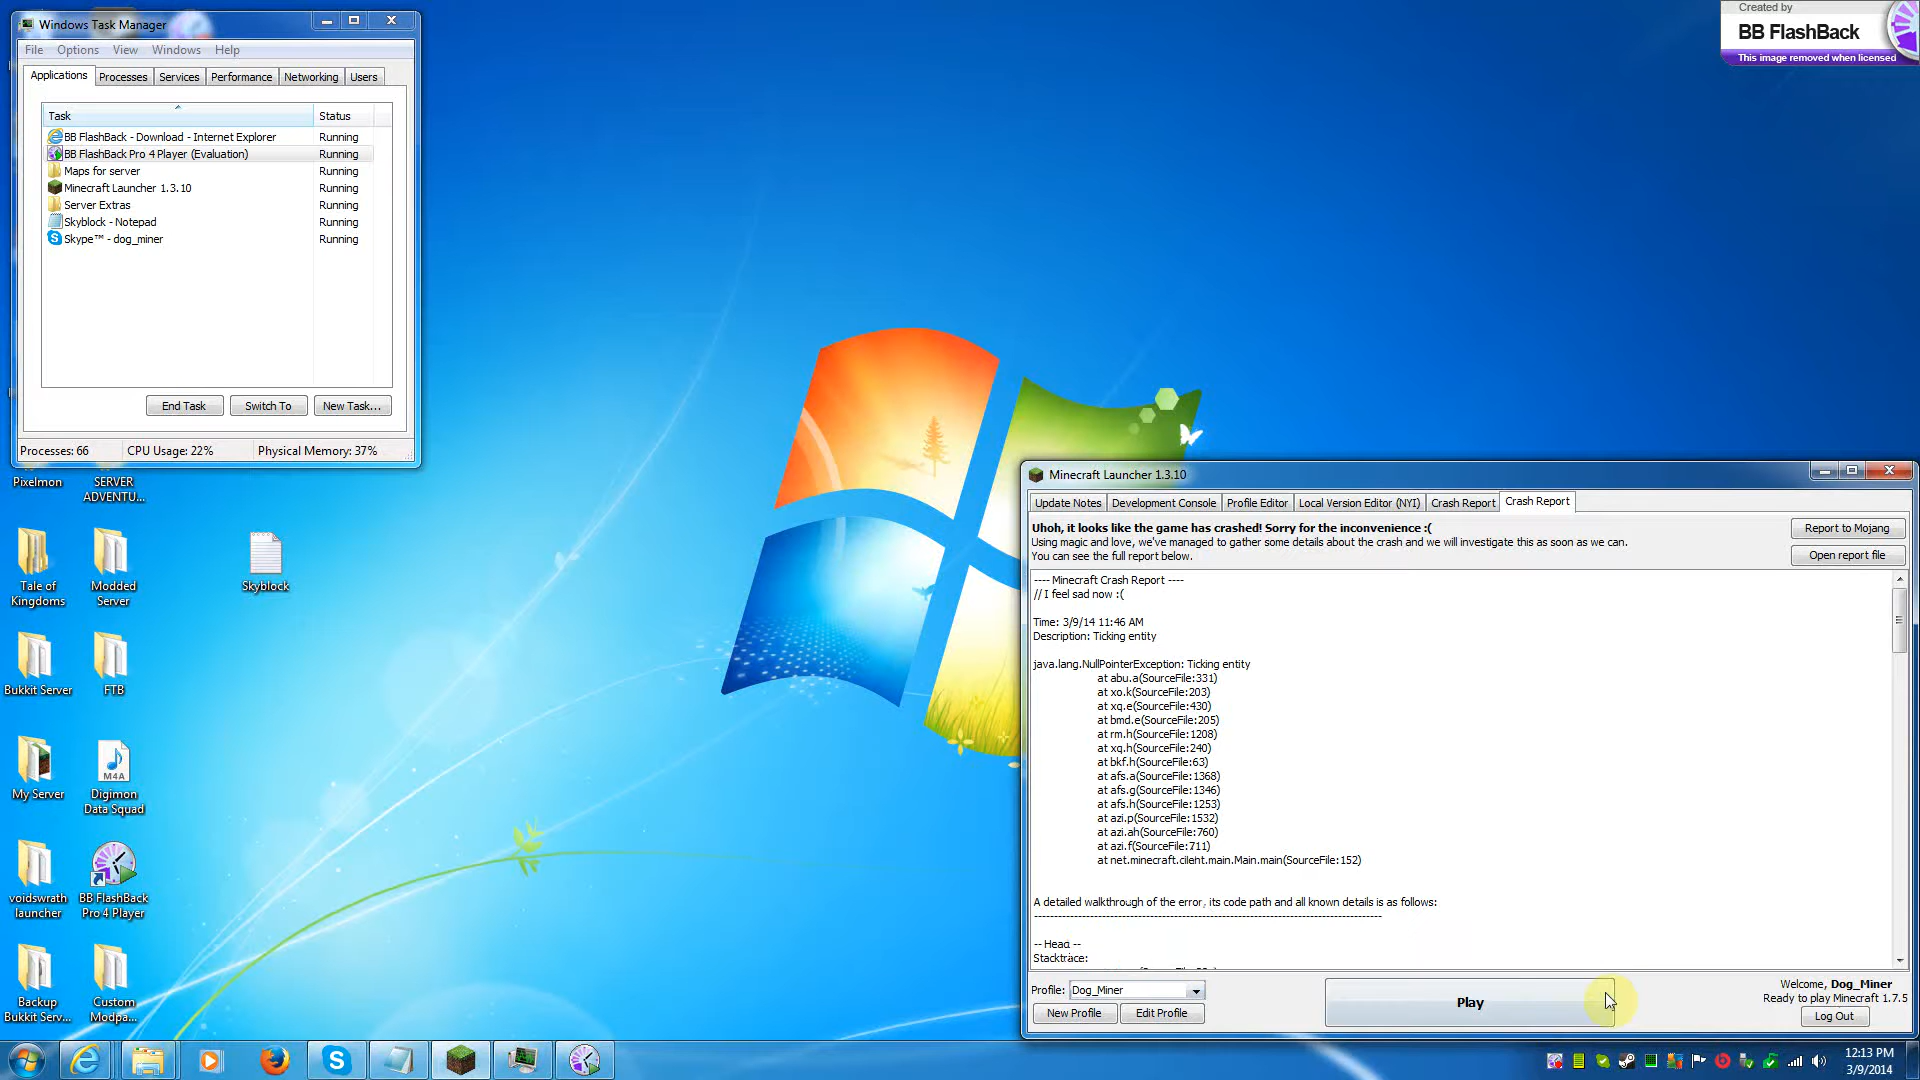 Windows Task Manager
File Options View Windows Help
Applications Processes Services Performance Networking Users
Task Status
BB FlashBack - Download - Internet Explorer Running
BB FlashBack Pro 4 Player (Evaluation) Running
Maps for server Running
Minecraft Launcher 1.3.10 Running
Server Extras Running
Skyblock - Notepad Running
Skype™ - dog_miner Running
End Task Switch To New Task...
Processes: 66 CPU Usage: 22% Physical Memory: 37%
Created by
BB FlashBack
This image removed when licensed
Pixelmon
SERVER
ADVENTU...
Tale of
Kingdoms
Modded
Server
Skyblock
Bukkit Server
FTB
My Server
M4A
Digimon
Data Squad
voidswrath
launcher
BB FlashBack
Pro 4 Player
Backup
Bukkit Serv...
Custom
Modpa...
Minecraft Launcher 1.3.10
Update Notes Development Console Profile Editor Local Version Editor (NYI) Crash Report Crash Report
Uhoh, it looks like the game has crashed! Sorry for the inconvenience :(
Using magic and love, we've managed to gather some details about the crash and we will investigate this as soon as we can.
You can see the full report below.
Report to Mojang
Open report file
---- Minecraft Crash Report ----
// I feel sad now :(
Time: 3/9/14 11:46 AM
Description: Ticking entity
java.lang.NullPointerException: Ticking entity
at abu.a(SourceFile:331)
at xo.k(SourceFile:203)
at xq.e(SourceFile:430)
at bmd.e(SourceFile:205)
at rm.h(SourceFile:1208)
at xq.h(SourceFile:240)
at bkf.h(SourceFile:63)
at afs.a(SourceFile:1368)
at afs.g(SourceFile:1346)
at afs.h(SourceFile:1253)
at azi.p(SourceFile:1532)
at azi.ah(SourceFile:760)
at azi.f(SourceFile:711)
at net.minecraft.client.main.Main.main(SourceFile:152)
A detailed walkthrough of the error, its code path and all known details is as follows:
---------------------------------------------------------------------------------------
-- Head --
Stacktrace:
Profile: Dog_Miner
New Profile Edit Profile
Play
Welcome, Dog_Miner
Ready to play Minecraft 1.7.5
Log Out
12:13 PM
3/9/2014